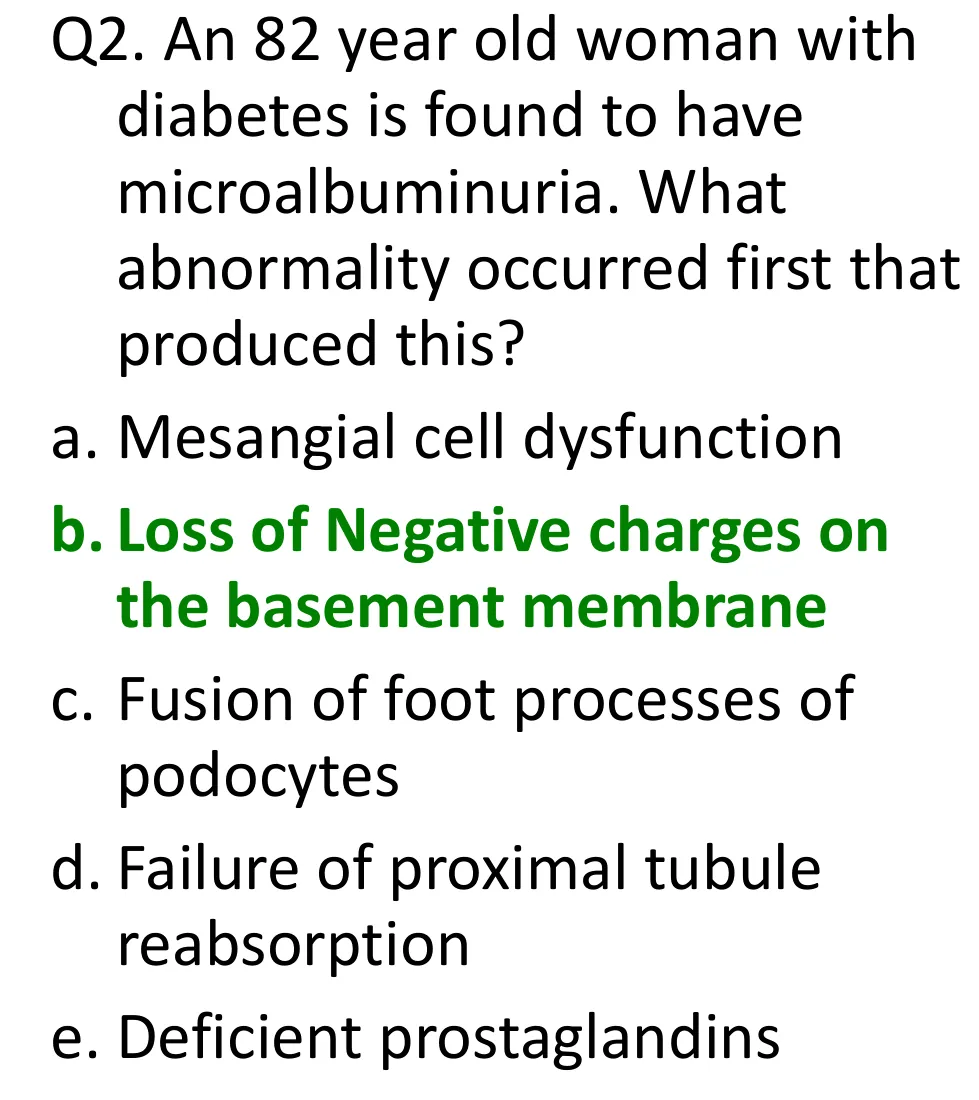 Q2. An 82 year old woman with
diabetes is found to have
microalbuminuria. What
abnormality occurred first that
produced this?
a. Mesangial cell dysfunction
b. Loss of Negative charges on
the basement membrane
c. Fusion of foot processes of
podocytes
d. Failure of proximal tubule
reabsorption
e. Deficient prostaglandins